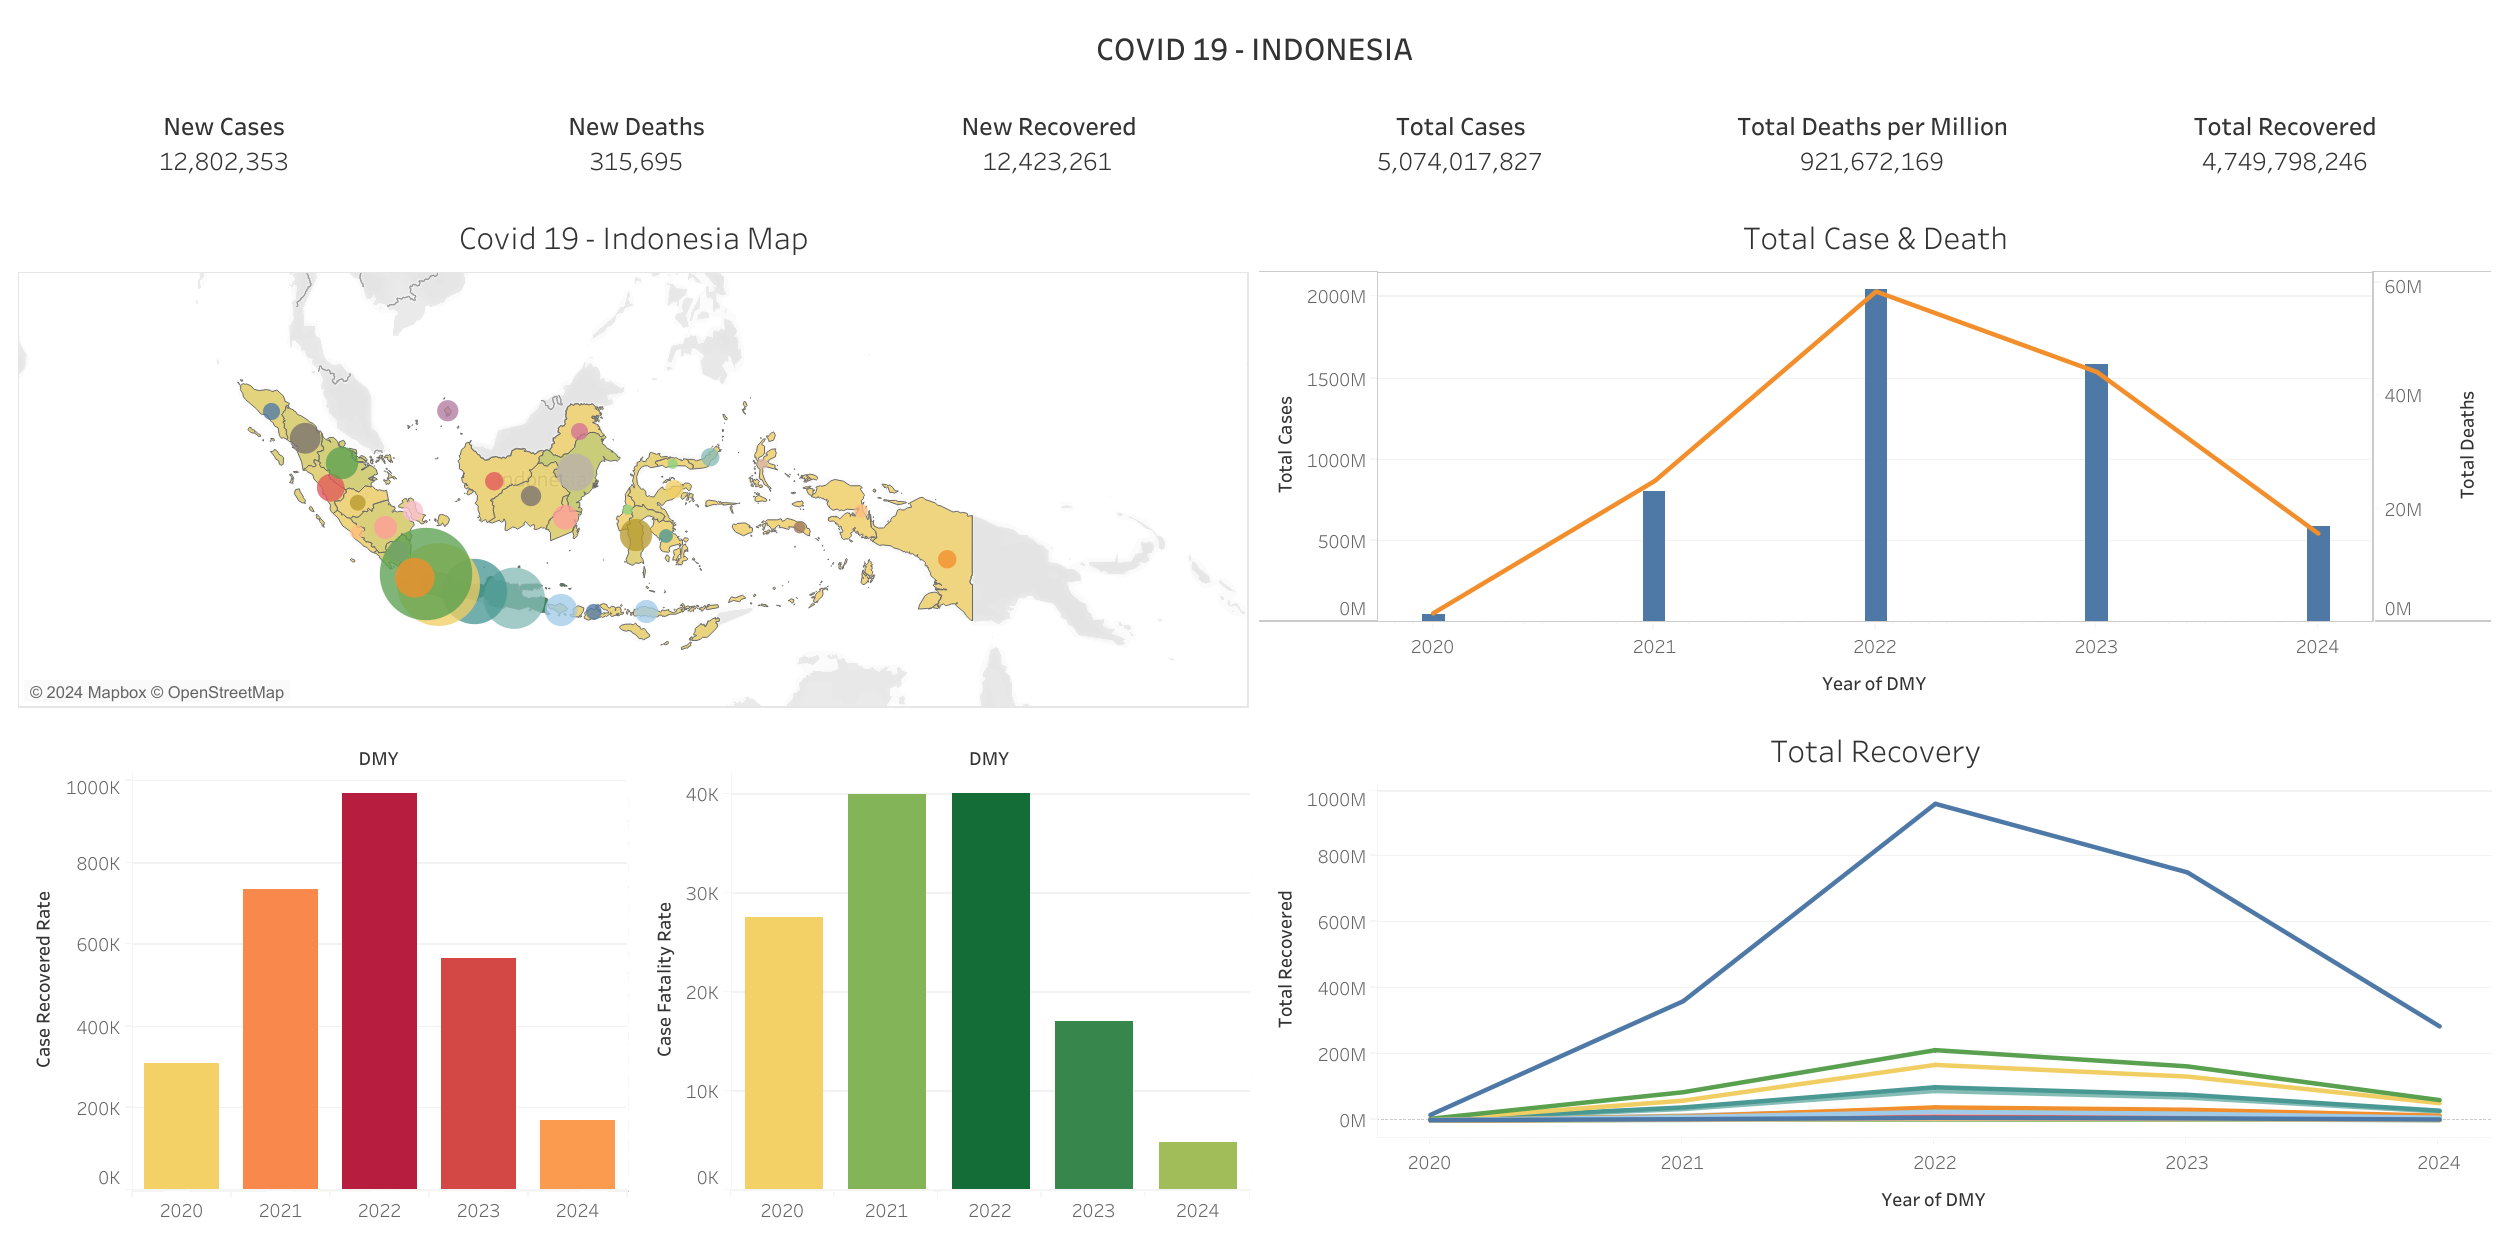 COVID 19 - INDONESIA
New Cases
12,802,353
New Deaths
315,695
New Recovered
12,423,261
Total Cases
5,074,017,827
Total Deaths per Million
921,672,169
Total Recovered
4,749,798,246
Covid 19 - Indonesia Map
© 2024 Mapbox © OpenStreetMap
Total Case & Death
Total Cases
2000M
1500M
1000M
500M
0M
60M
40M
20M
0M
Total Deaths
2020 2021 2022 2023 2024
Year of DMY
DMY
Case Recovered Rate
1000K
800K
600K
400K
200K
0K
2020 2021 2022 2023 2024
DMY
Case Fatality Rate
40K
30K
20K
10K
0K
2020 2021 2022 2023 2024
Total Recovery
Total Recovered
1000M
800M
600M
400M
200M
0M
2020 2021 2022 2023 2024
Year of DMY